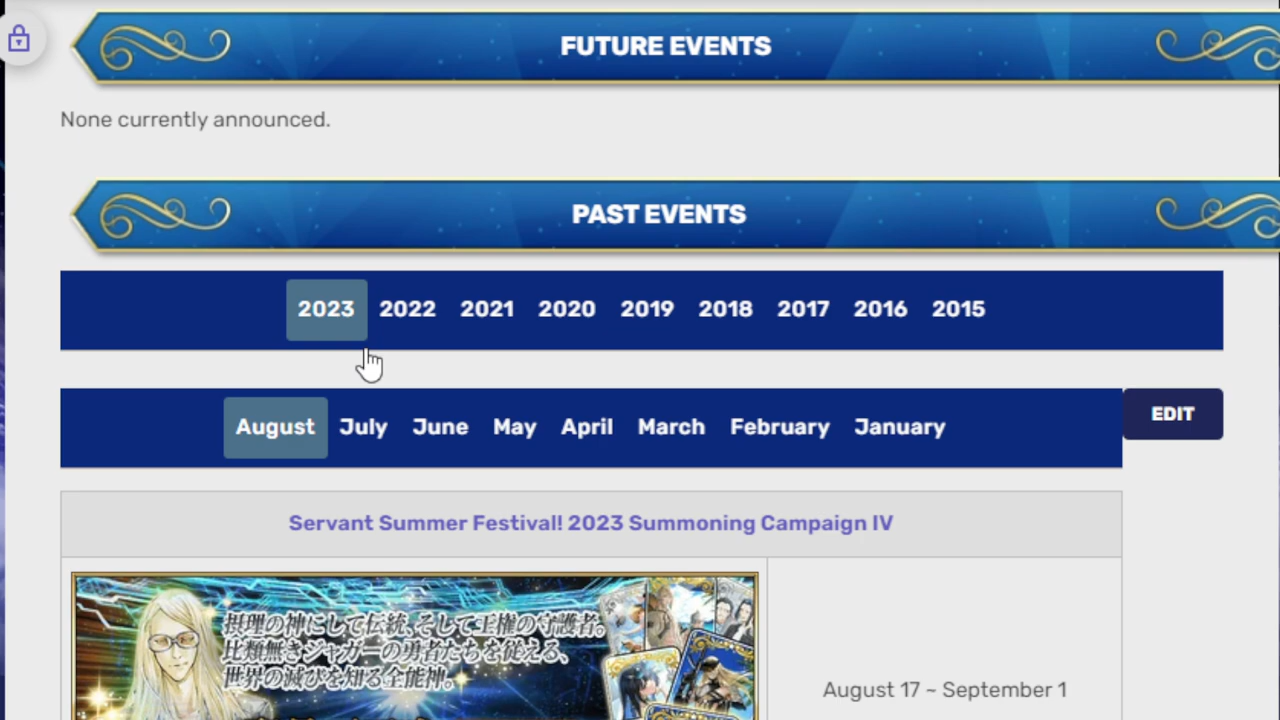 FUTURE EVENTS
None currently announced.
PAST EVENTS
2023 2022 2021 2020 2019 2018 2017 2016 2015
August July June May April March February January
EDIT
Servant Summer Festival! 2023 Summoning Campaign IV
摂理の神にして伝統、そして王権の守護者。
比類無きジャガーの勇者たちを従える、
世界の滅びを知る全能神。
August 17 ~ September 1